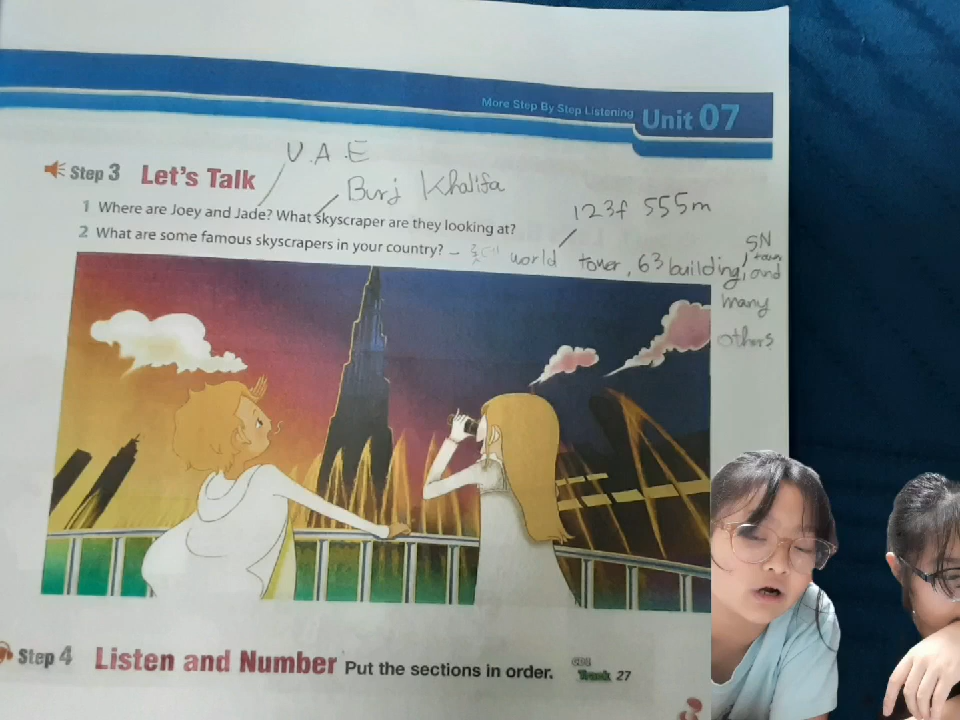 More Step By Step Listening Unit 07
U.A.E
Step 3 Let's Talk
Burj Khalifa
1 Where are Joey and Jade? What skyscraper are they looking at?
123f 555m
2 What are some famous skyscrapers in your country? - world tower, 63 building,
and
many
others
Step 4 Listen and Number Put the sections in order.
Track 27